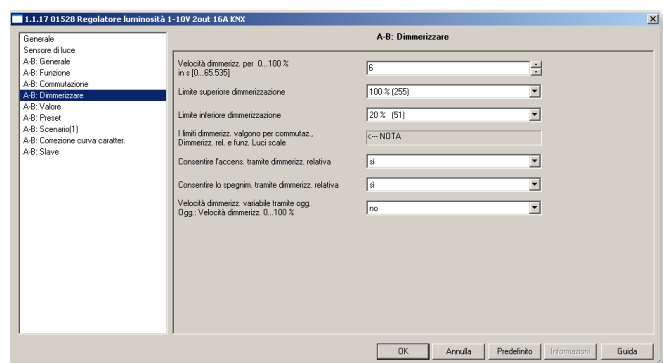 1.1.17 01528 Regolatore luminosità 1-10V 2out 16A KNX
Generale
Sensore di luce
A-B: Generale
A-B: Funzione
A-B: Commutazione
A-B: Dimmerizzare
A-B: Valore
A-B: Preset
A-B: Scenario(1)
A-B: Correzione curva caratter.
A-B: Slave
A-B: Dimmerizzare
Velocità dimmerizz. per 0...100 %
in s [0...65.535]
6
Limite superiore dimmerizzazione
100 % (255)
Limite inferiore dimmerizzazione
20 % (51)
I limiti dimmerizz. valgono per commutaz.,
Dimmerizz. rel. e funz. Luci scale
<--- NOTA
Consentire l'accens. tramite dimmerizz. relativa
sì
Consentire lo spegnim. tramite dimmerizz. relativa
sì
Velocità dimmerizz. variabile tramite ogg.
Ogg.: Velocità dimmerizz. 0...100 %
no
OK
Annulla
Predefinito
Informazioni
Guida